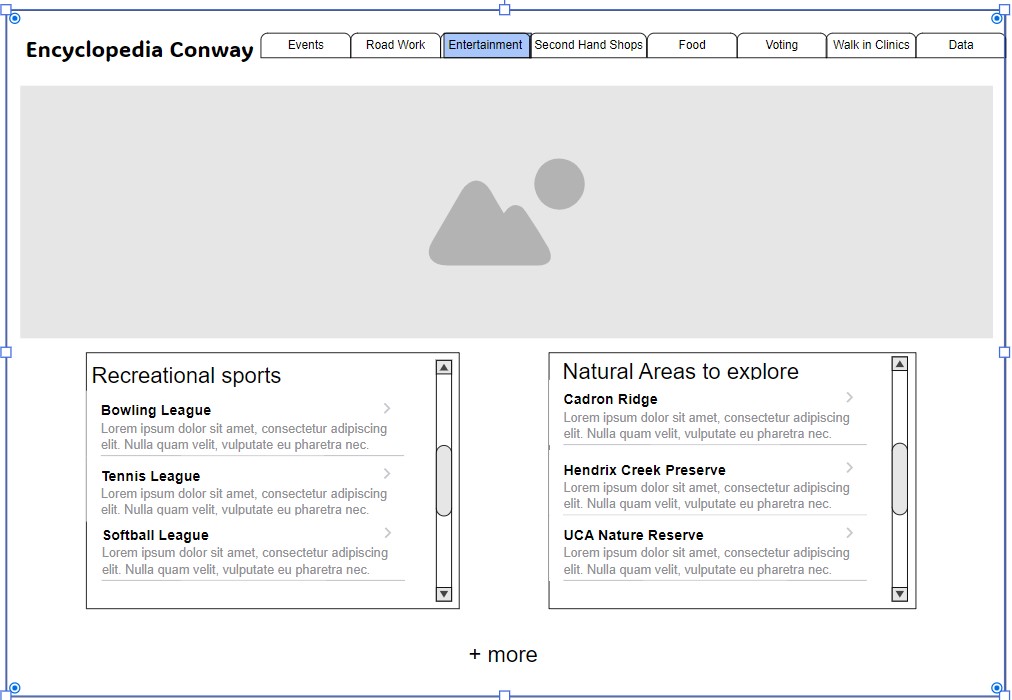 Encyclopedia Conway
Events
Road Work
Entertainment
Second Hand Shops
Food
Voting
Walk in Clinics
Data
Recreational sports
Bowling League
Lorem ipsum dolor sit amet, consectetur adipiscing
elit. Nulla quam velit, vulputate eu pharetra nec.
Tennis League
Lorem ipsum dolor sit amet, consectetur adipiscing
elit. Nulla quam velit, vulputate eu pharetra nec.
Softball League
Lorem ipsum dolor sit amet, consectetur adipiscing
elit. Nulla quam velit, vulputate eu pharetra nec.
Natural Areas to explore
Cadron Ridge
Lorem ipsum dolor sit amet, consectetur adipiscing
elit. Nulla quam velit, vulputate eu pharetra nec.
Hendrix Creek Preserve
Lorem ipsum dolor sit amet, consectetur adipiscing
elit. Nulla quam velit, vulputate eu pharetra nec.
UCA Nature Reserve
Lorem ipsum dolor sit amet, consectetur adipiscing
elit. Nulla quam velit, vulputate eu pharetra nec.
+ more